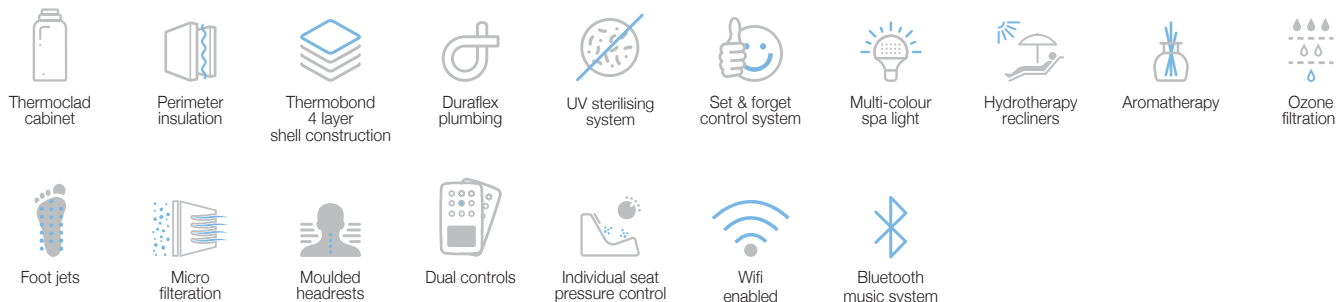 Thermoclad
cabinet
Perimeter
insulation
Thermobond
4 layer
shell construction
Duraflex
plumbing
UV sterilising
system
Set & forget
control system
Multi-colour
spa light
Hydrotherapy
recliners
Aromatherapy
Ozone
filtration
Foot jets
Micro
filteration
Moulded
headrests
Dual controls
Individual seat
pressure control
Wifi
enabled
Bluetooth
music system